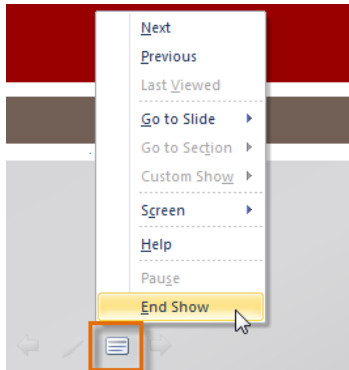 Next
Previous
Last Viewed
Go to Slide
Go to Section
Custom Show
Screen
Help
Pause
End Show